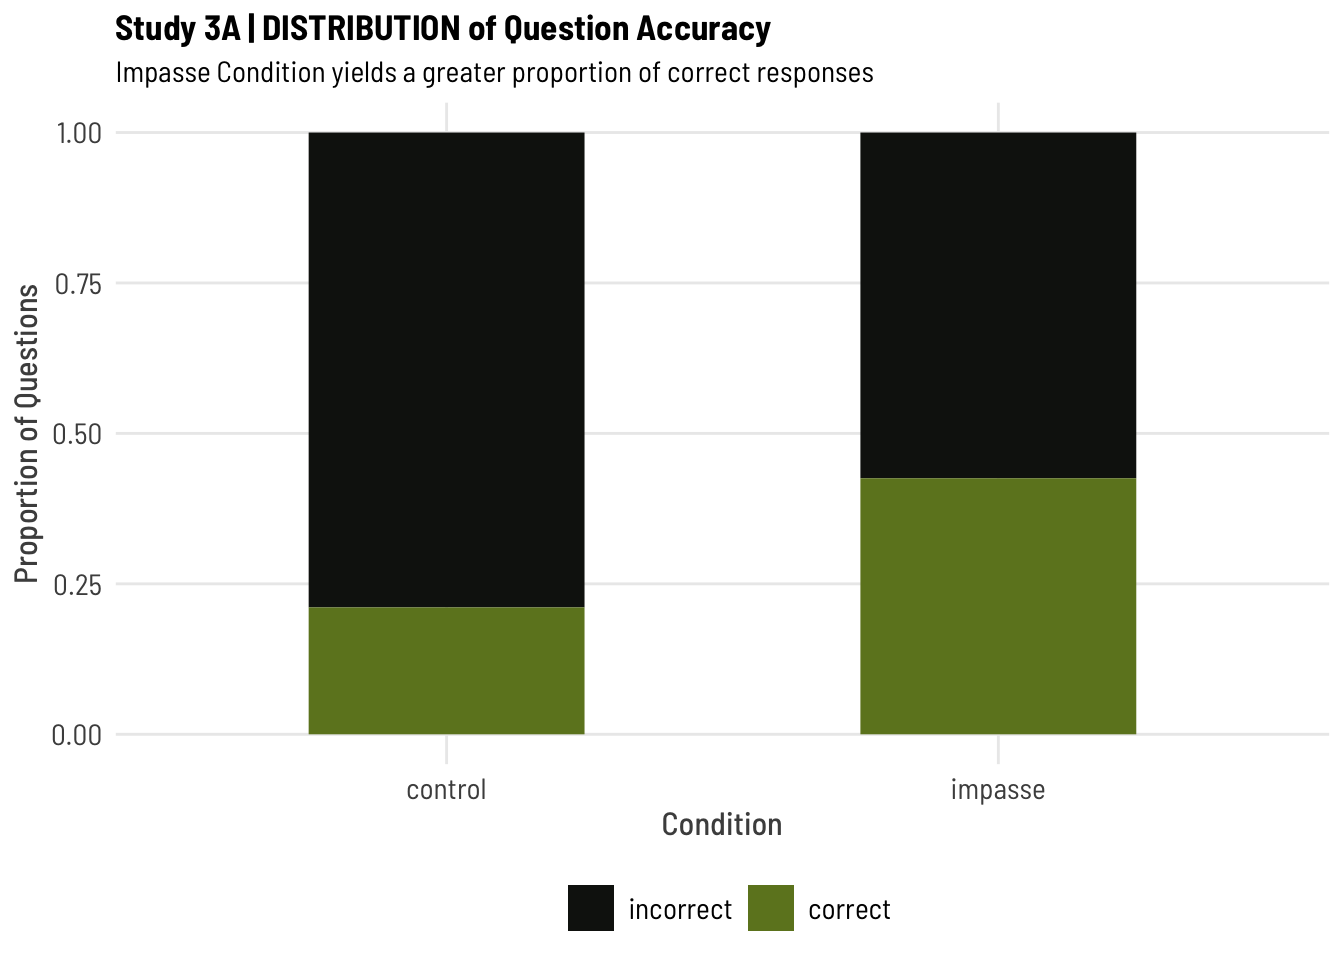 Study 3A | DISTRIBUTION of Question Accuracy
Impasse Condition yields a greater proportion of correct responses
1.00
0.75
0.50
0.25
0.00
Proportion of Questions
control
impasse
Condition
incorrect
correct